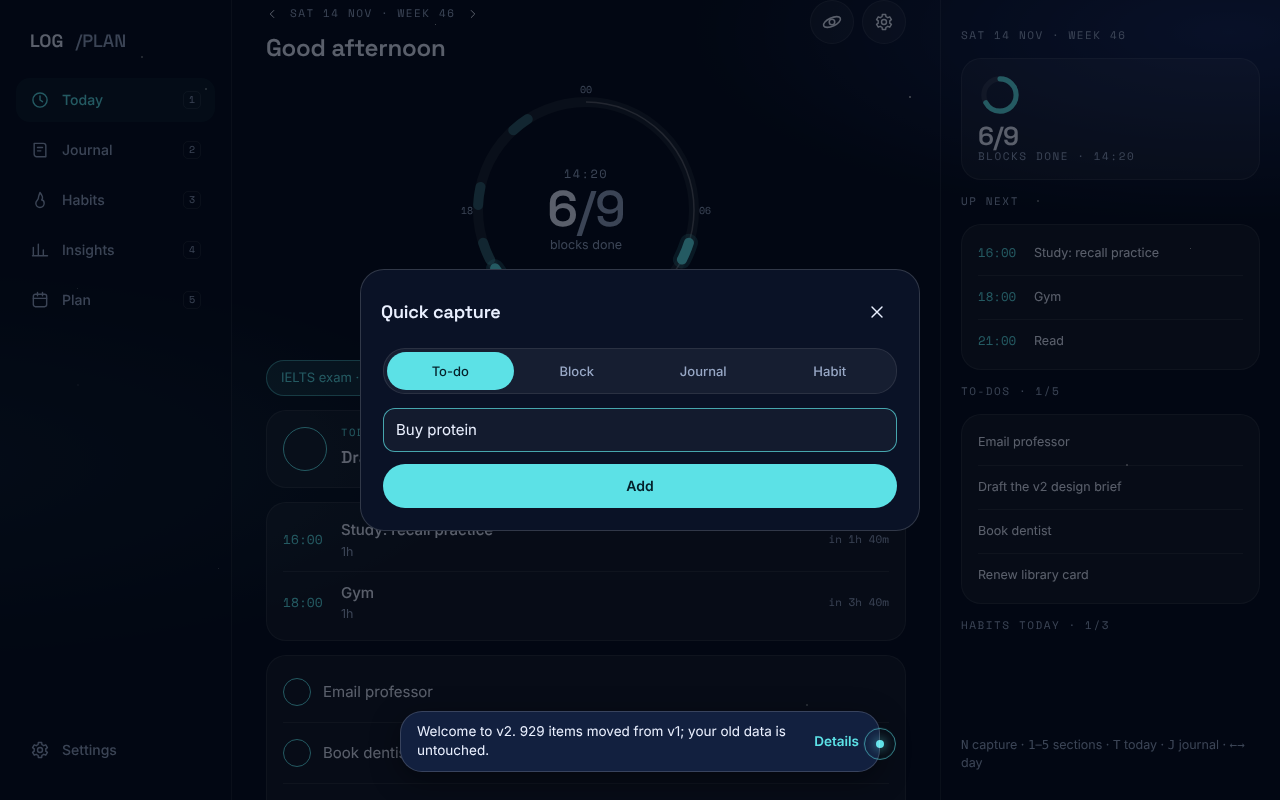 LOG /PLAN
Today 1
Journal 2
Habits 3
Insights 4
Plan 5
Settings
SAT 14 NOV · WEEK 46
Good afternoon
00
06
18
14:20
6/9
blocks done
IELTS exam ·
Quick capture
To-do Block Journal Habit
Buy protein
Add
16:00 Study: recall practice in 1h 40m
1h
18:00 Gym in 3h 40m
1h
Email professor
Book
Welcome to v2. 929 items moved from v1; your old data is
untouched.
Details
SAT 14 NOV · WEEK 46
6/9
BLOCKS DONE · 14:20
UP NEXT ·
16:00 Study: recall practice
18:00 Gym
21:00 Read
TO-DOS · 1/5
Email professor
Draft the v2 design brief
Book dentist
Renew library card
HABITS TODAY · 1/3
N capture · 1–5 sections · T today · J journal · ←→
day